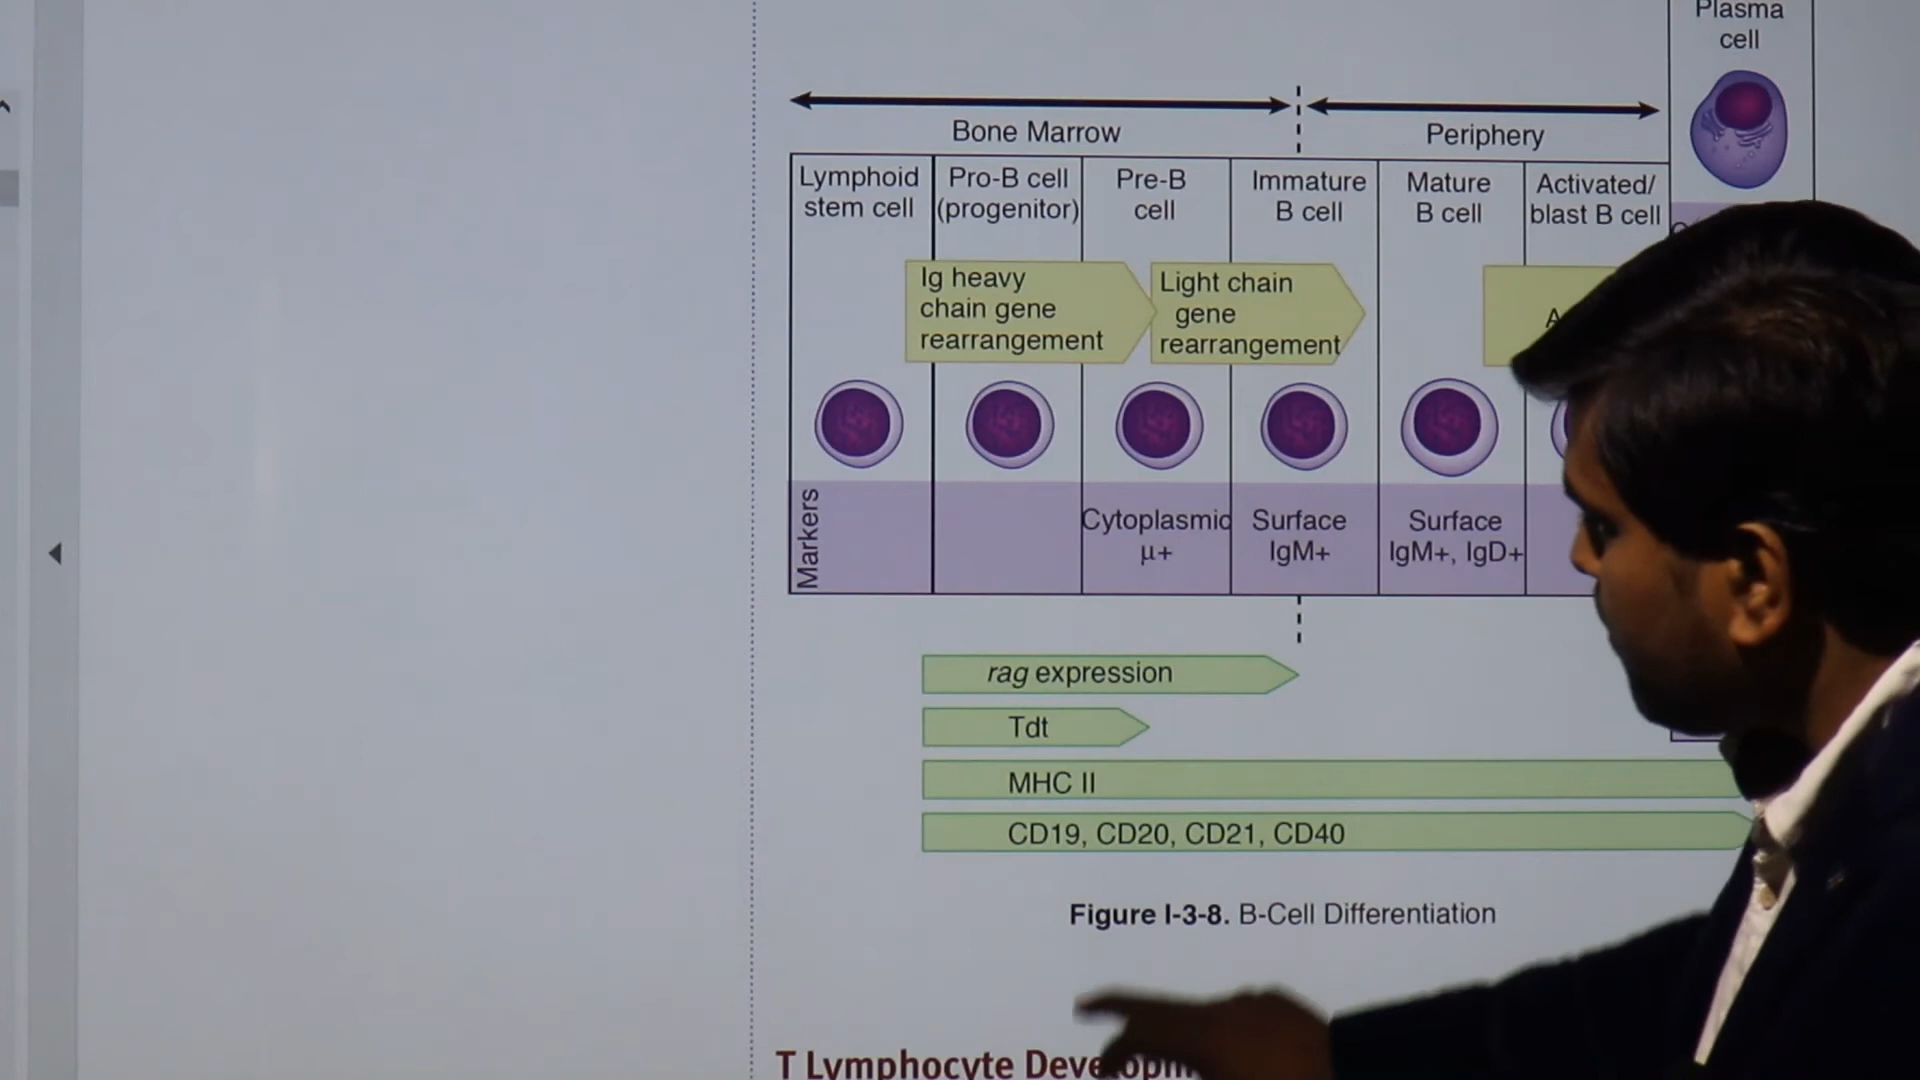 Plasma
cell
Bone Marrow
Periphery
Lymphoid
stem cell
Pro-B cell
(progenitor)
Pre-B
cell
Immature
B cell
Mature
B cell
Activated/
blast B cell
Ig heavy
chain gene
rearrangement
Light chain
gene
rearrangement
Markers
Cytoplasmic
µ+
Surface
IgM+
Surface
IgM+, IgD+
rag expression
Tdt
MHC II
CD19, CD20, CD21, CD40
Figure I-3-8. B-Cell Differentiation
T Lymphocyte